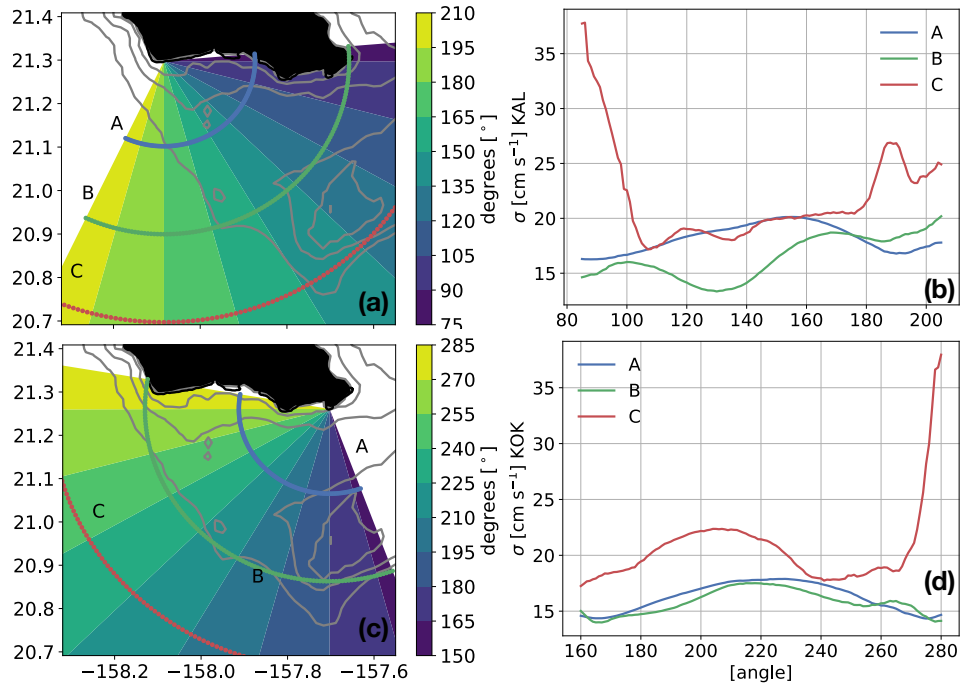 21.4
21.3
21.2
21.1
21.0
20.9
20.8
20.7
A
B
C
(a)
210
195
180
165
150
135
120
105
90
75
degrees [°]
35
30
25
20
15
σ [cm s⁻¹] KAL
A
B
C
(b)
80 100 120 140 160 180 200
21.4
21.3
21.2
21.1
21.0
20.9
20.8
20.7
A
C
B
(c)
−158.2 −158.0 −157.8 −157.6
285
270
255
240
225
210
195
180
165
150
degrees [°]
35
30
25
20
15
σ [cm s⁻¹] KOK
A
B
C
(d)
160 180 200 220 240 260 280
[angle]